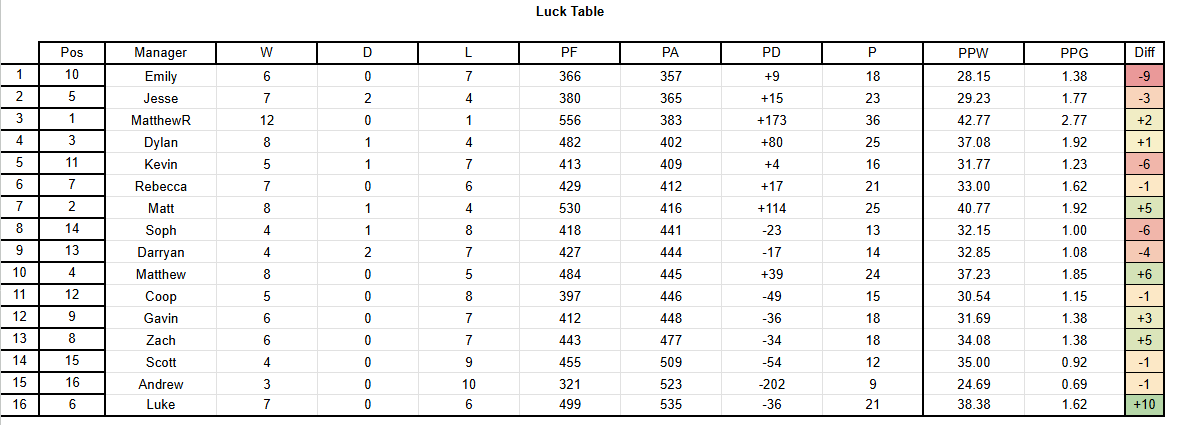 Luck Table
Pos Manager W D L PF PA PD P PPW PPG Diff
1 10 Emily 6 0 7 366 357 +9 18 28.15 1.38 -9
2 5 Jesse 7 2 4 380 365 +15 23 29.23 1.77 -3
3 1 MatthewR 12 0 1 556 383 +173 36 42.77 2.77 +2
4 3 Dylan 8 1 4 482 402 +80 25 37.08 1.92 +1
5 11 Kevin 5 1 7 413 409 +4 16 31.77 1.23 -6
6 7 Rebecca 7 0 6 429 412 +17 21 33.00 1.62 -1
7 2 Matt 8 1 4 530 416 +114 25 40.77 1.92 +5
8 14 Soph 4 1 8 418 441 -23 13 32.15 1.00 -6
9 13 Darryan 4 2 7 427 444 -17 14 32.85 1.08 -4
10 4 Matthew 8 0 5 484 445 +39 24 37.23 1.85 +6
11 12 Coop 5 0 8 397 446 -49 15 30.54 1.15 -1
12 9 Gavin 6 0 7 412 448 -36 18 31.69 1.38 +3
13 8 Zach 6 0 7 443 477 -34 18 34.08 1.38 +5
14 15 Scott 4 0 9 455 509 -54 12 35.00 0.92 -1
15 16 Andrew 3 0 10 321 523 -202 9 24.69 0.69 -1
16 6 Luke 7 0 6 499 535 -36 21 38.38 1.62 +10